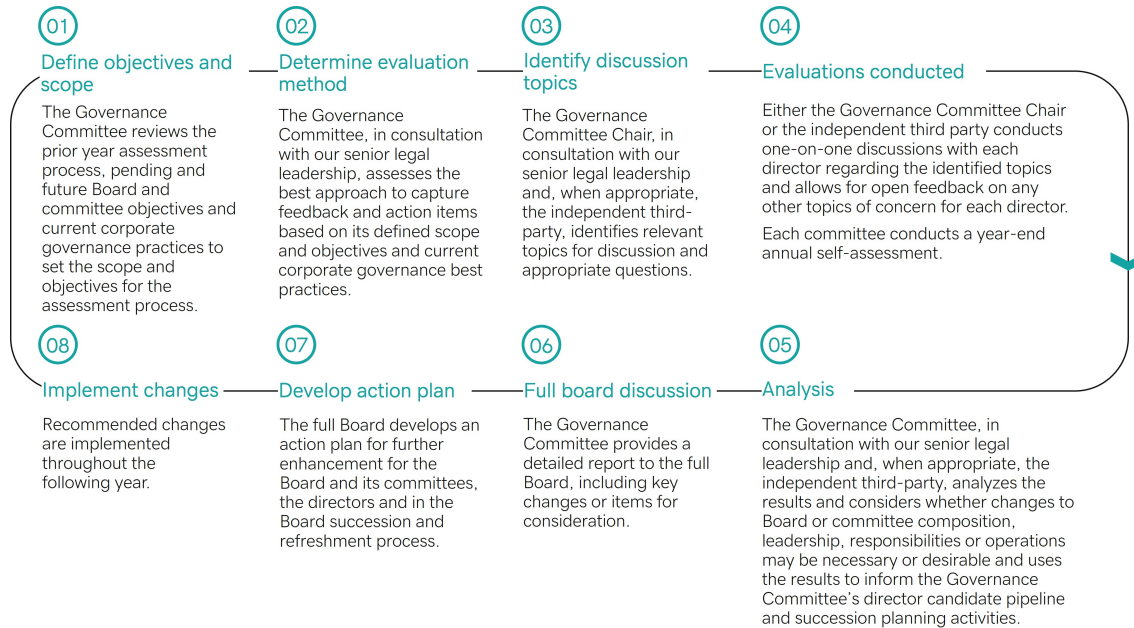 01
Define objectives and
scope
The Governance
Committee reviews the
prior year assessment
process, pending and
future Board and
committee objectives and
current corporate
governance practices to
set the scope and
objectives for the
assessment process.
02
Determine evaluation
method
The Governance
Committee, in consultation
with our senior legal
leadership, assesses the
best approach to capture
feedback and action items
based on its defined scope
and objectives and current
corporate governance best
practices.
03
Identify discussion
topics
The Governance
Committee Chair, in
consultation with our
senior legal leadership
and, when appropriate,
the independent third-
party, identifies relevant
topics for discussion and
appropriate questions.
04
Evaluations conducted
Either the Governance Committee Chair
or the independent third party conducts
one-on-one discussions with each
director regarding the identified topics
and allows for open feedback on any
other topics of concern for each director.
Each committee conducts a year-end
annual self-assessment.
05
Analysis
The Governance Committee, in
consultation with our senior legal
leadership and, when appropriate, the
independent third-party, analyzes the
results and considers whether changes to
Board or committee composition,
leadership, responsibilities or operations
may be necessary or desirable and uses
the results to inform the Governance
Committee's director candidate pipeline
and succession planning activities.
06
Full board discussion
The Governance
Committee provides a
detailed report to the full
Board, including key
changes or items for
consideration.
07
Develop action plan
The full Board develops an
action plan for further
enhancement for the
Board and its committees,
the directors and in the
Board succession and
refreshment process.
08
Implement changes
Recommended changes
are implemented
throughout the
following year.